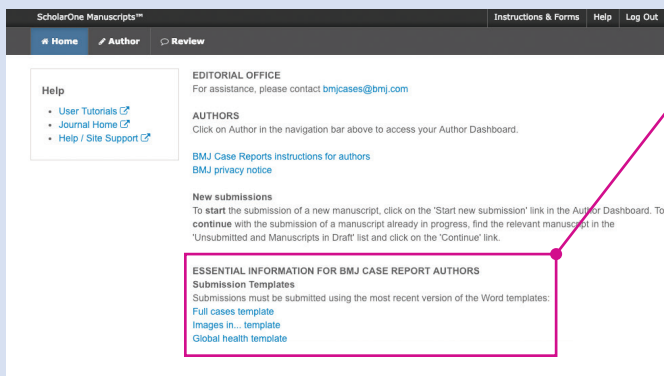 ScholarOne Manuscripts™
Instructions & Forms Help Log Out
Home Author Review
Help
• User Tutorials
• Journal Home
• Help / Site Support
EDITORIAL OFFICE
For assistance, please contact bmjcases@bmj.com
AUTHORS
Click on Author in the navigation bar above to access your Author Dashboard.
BMJ Case Reports instructions for authors
BMJ privacy notice
New submissions
To start the submission of a new manuscript, click on the 'Start new submission' link in the Author Dashboard. To
continue with the submission of a manuscript already in progress, find the relevant manuscript in the
'Unsubmitted and Manuscripts in Draft' list and click on the 'Continue' link.
ESSENTIAL INFORMATION FOR BMJ CASE REPORT AUTHORS
Submission Templates
Submissions must be submitted using the most recent version of the Word templates:
Full cases template
Images in... template
Global health template